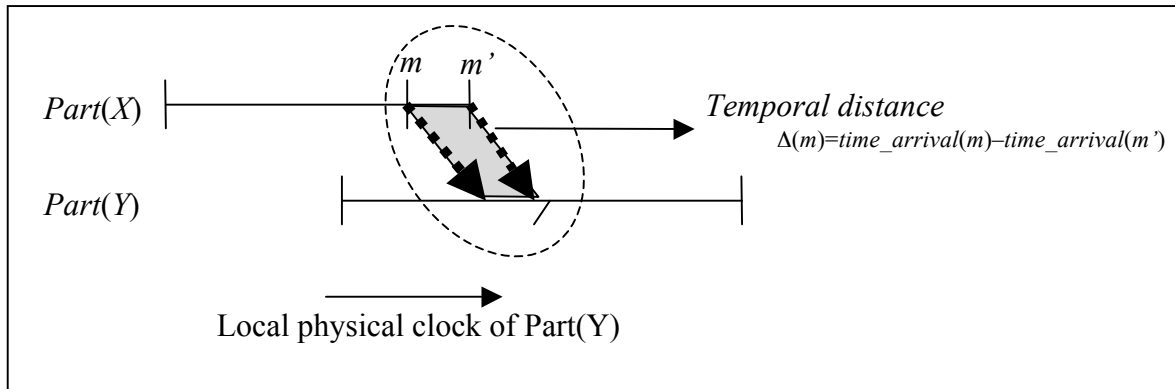 m m’
Part(X)
Temporal distance
Δ(m)=time_arrival(m)–time_arrival(m’)
Part(Y)
Local physical clock of Part(Y)